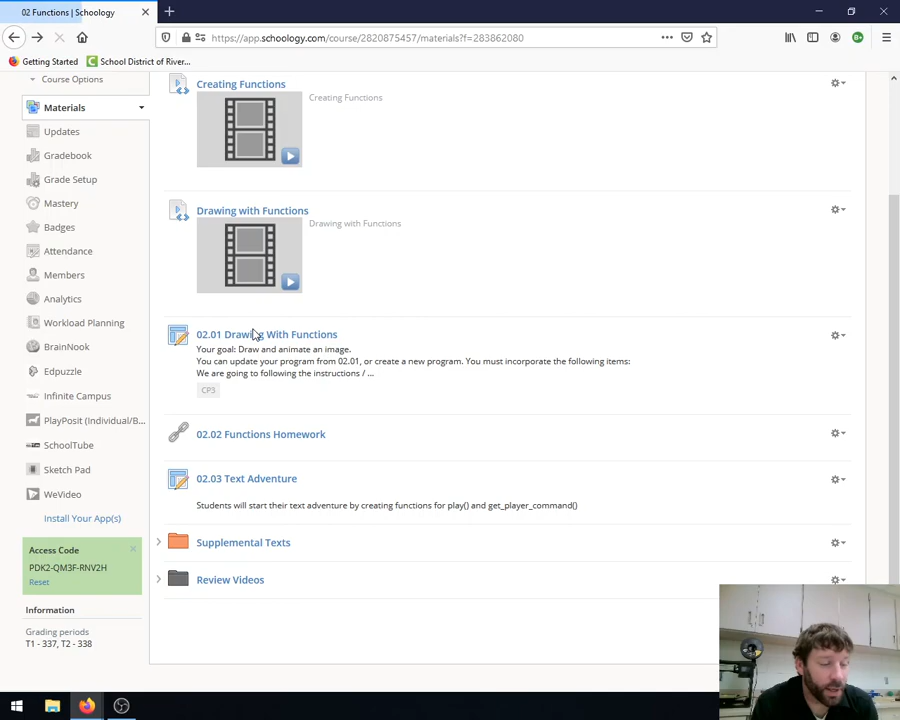 02 Functions | Schoology
https://app.schoology.com/course/2820875457/materials?f=283862080
Getting Started
School District of River...
Course Options
Materials
Updates
Gradebook
Grade Setup
Mastery
Badges
Attendance
Members
Analytics
Workload Planning
BrainNook
Edpuzzle
Infinite Campus
PlayPosit (Individual/B...
SchoolTube
Sketch Pad
WeVideo
Install Your App(s)
Access Code
PDK2-QM3F-RNV2H
Reset
Information
Grading periods
T1 - 337, T2 - 338
Creating Functions
Creating Functions
Drawing with Functions
Drawing with Functions
02.01 Drawing With Functions
Your goal: Draw and animate an image.
You can update your program from 02.01, or create a new program. You must incorporate the following items:
We are going to following the instructions / ...
CP3
02.02 Functions Homework
02.03 Text Adventure
Students will start their text adventure by creating functions for play() and get_player_command()
Supplemental Texts
Review Videos